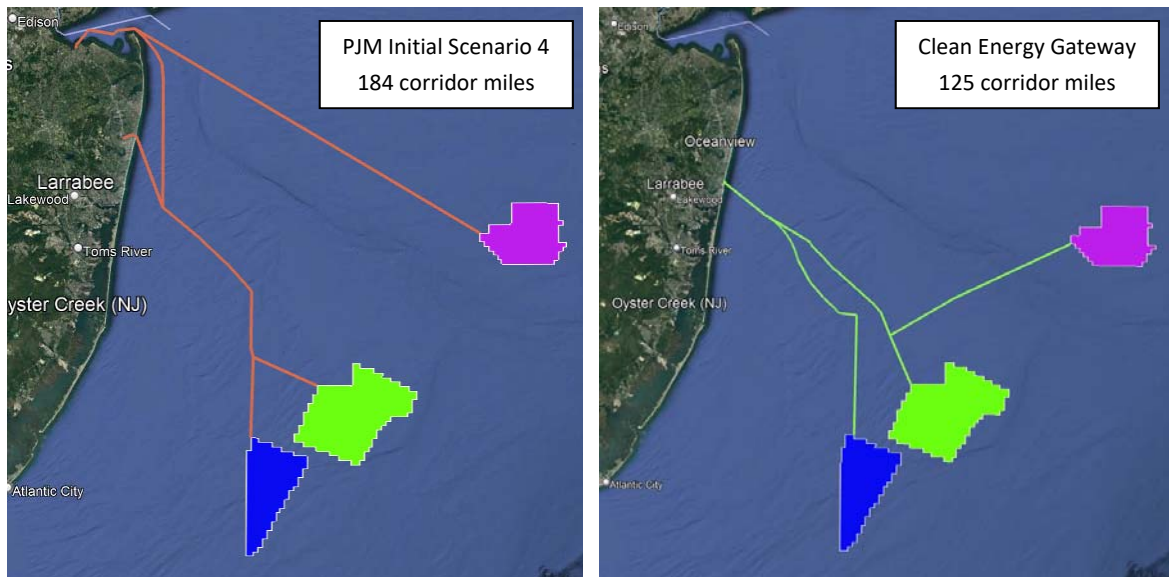 Edison
s
PJM Initial Scenario 4
184 corridor miles
Larrabee
Lakewood
Toms River
yster Creek (NJ)
Atlantic City
Edison
Clean Energy Gateway
125 corridor miles
Oceanview
Larrabee
Lakewood
Toms River
Oyster Creek (NJ)
Atlantic City